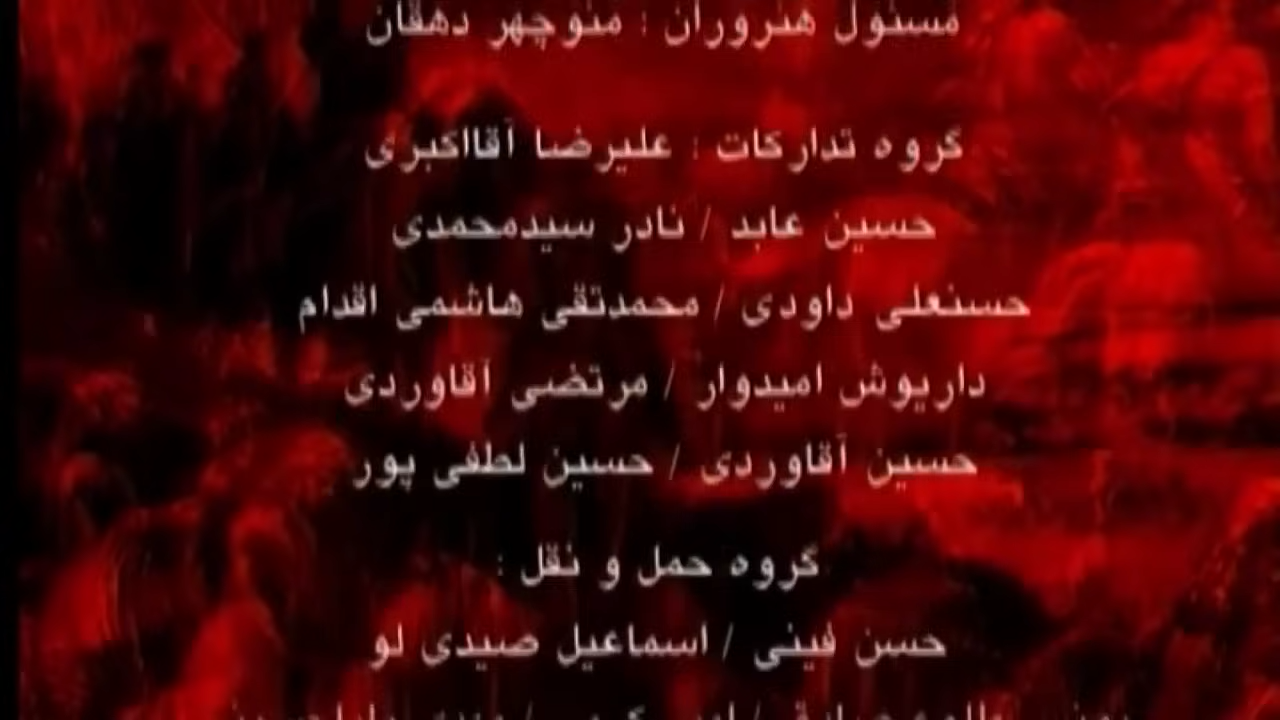 مسئول هنروران : منوچهر دهقان
گروه تدارکات : علیرضا آقااکبری
حسین عابد / نادر سیدمحمدی
حسنعلی داودی / محمدتقی هاشمی اقدام
داریوش امیدوار / مرتضی آقاوردی
حسین آقاوردی / حسین لطفی پور
گروه حمل و نقل :
حسن فینی / اسماعیل صیدی لو